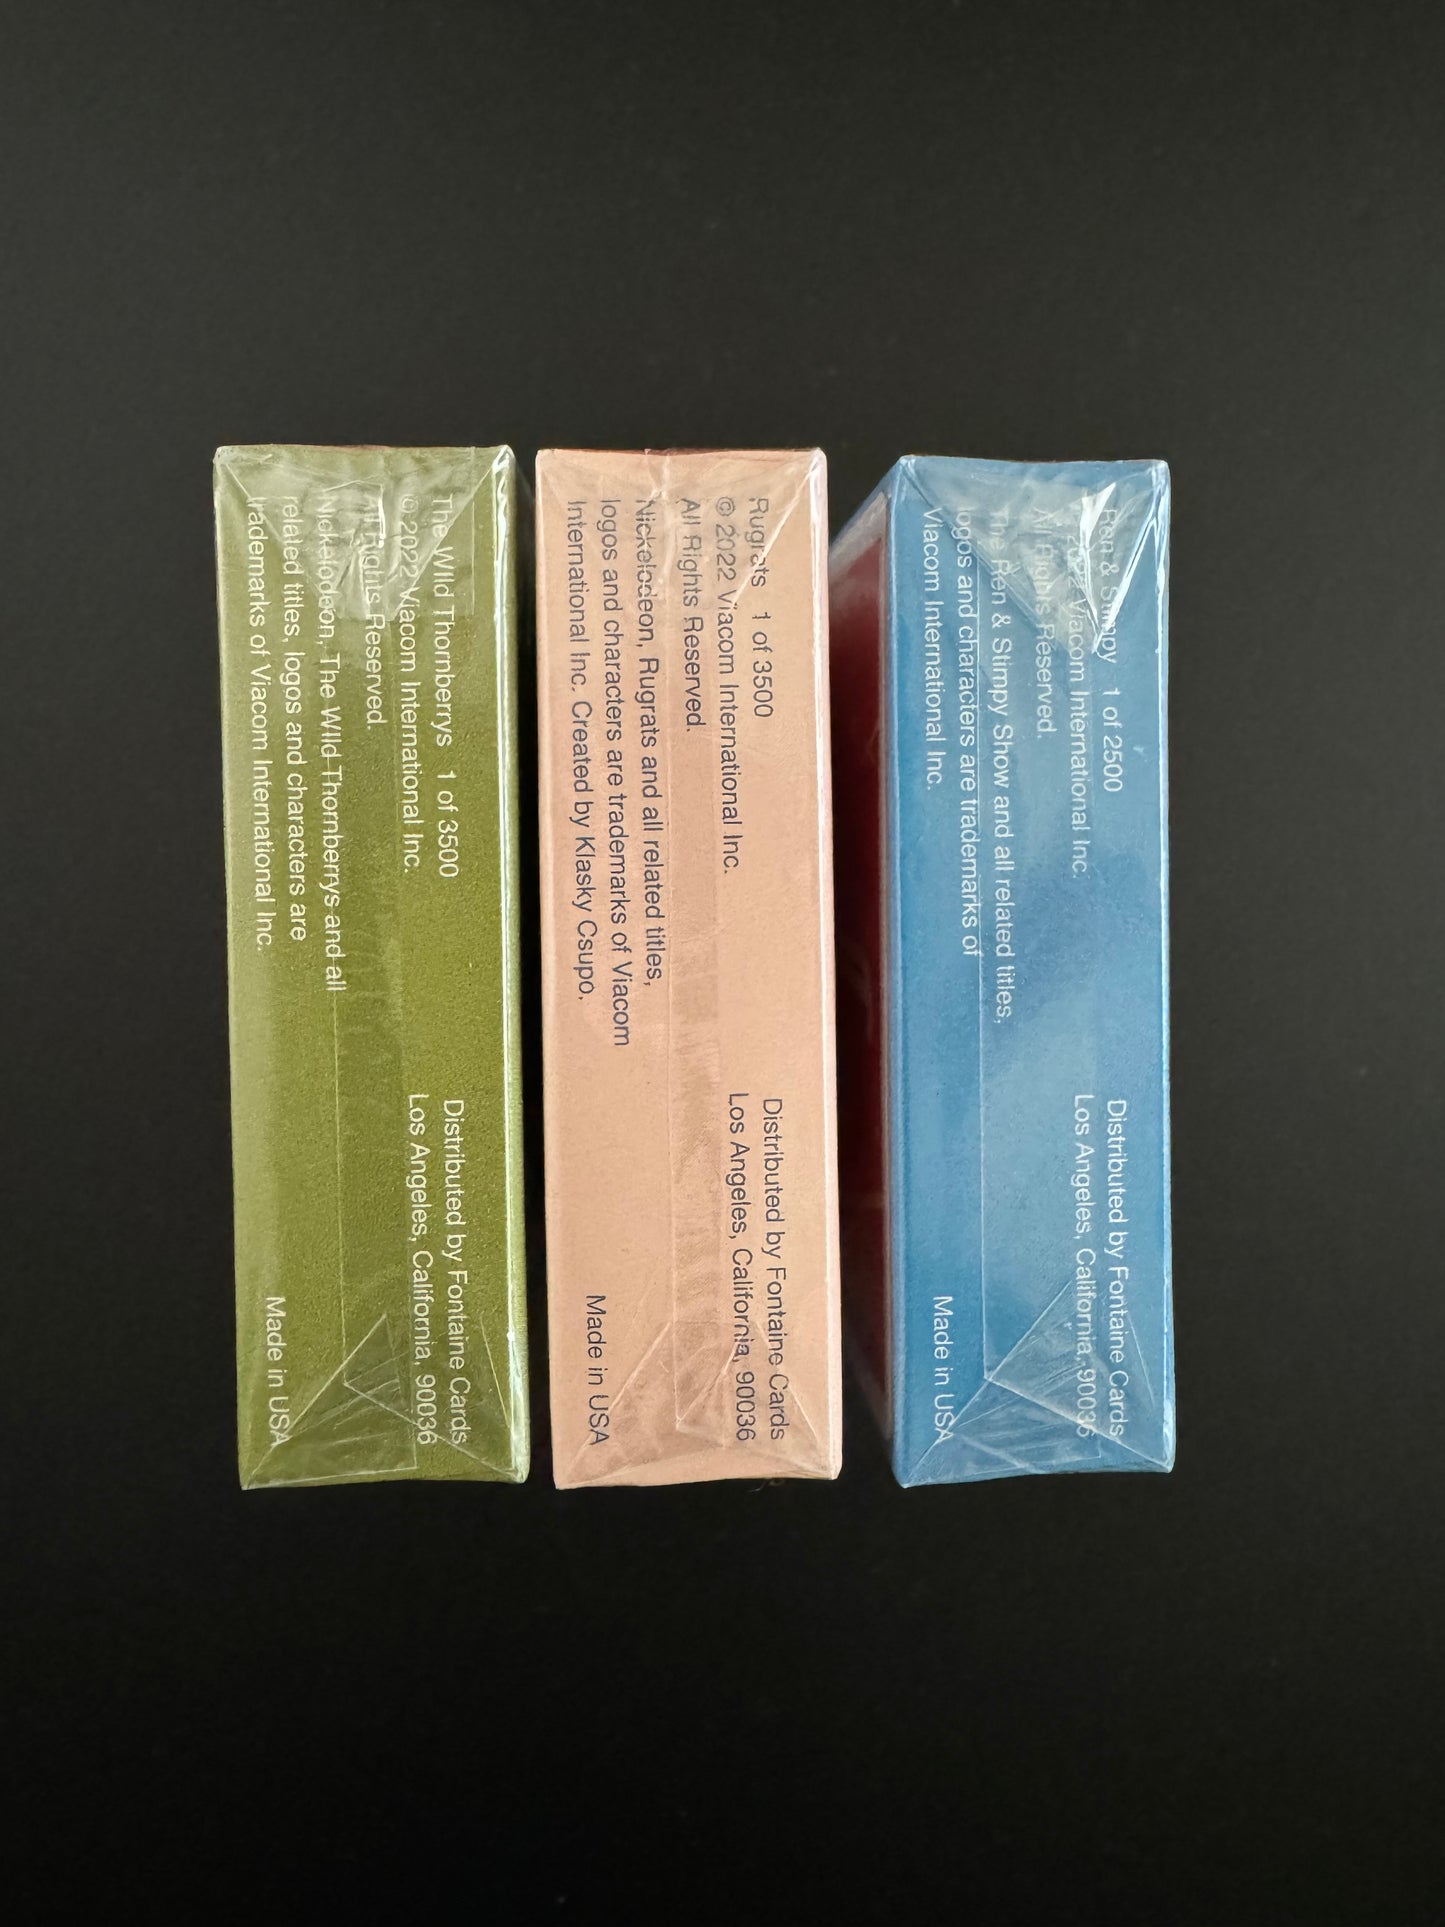 The Wild Thornberrys 1 of 3500
© 2022 Viacom International Inc.
All Rights Reserved.
Nickelodeon, The Wild Thornberrys and all
related titles, logos and characters are
trademarks of Viacom International Inc.
Distributed by Fontaine Cards
Los Angeles, California, 90036
Made in USA
Rugrats 1 of 3500
© 2022 Viacom International Inc.
All Rights Reserved.
Nickelodeon, Rugrats and all related titles,
logos and characters are trademarks of Viacom
International Inc. Created by Klasky Csupo.
Distributed by Fontaine Cards
Los Angeles, California, 90036
Made in USA
Ren & Stimpy 1 of 2500
© 2022 Viacom International Inc.
All Rights Reserved.
The Ren & Stimpy Show and all related titles,
logos and characters are trademarks of
Viacom International Inc.
Distributed by Fontaine Cards
Los Angeles, California, 90036
Made in USA